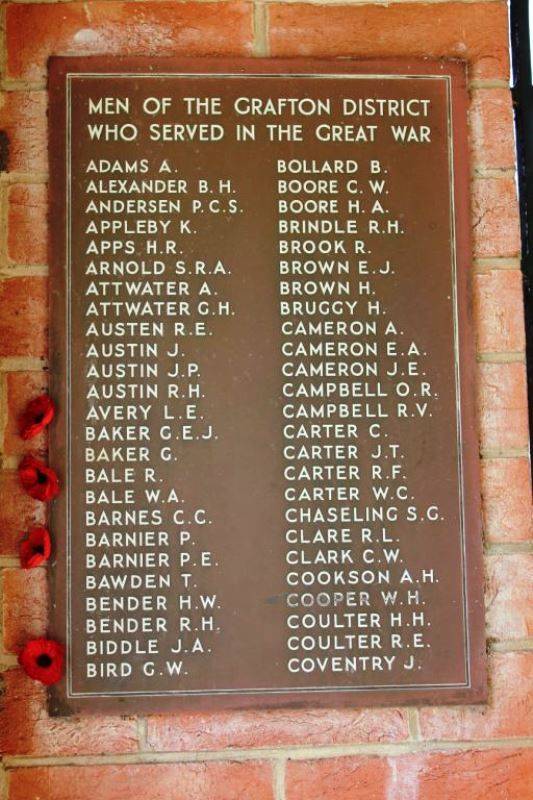 MEN OF THE GRAFTON DISTRICT
WHO SERVED IN THE GREAT WAR
ADAMS A.
ALEXANDER B.H.
ANDERSEN P.C.S.
APPLEBY K.
APPS H.R.
ARNOLD S.R.A.
ATTWATER A.
ATTWATER G.H.
AUSTEN R.E.
AUSTIN J.
AUSTIN J.P.
AUSTIN R.H.
AVERY L.E.
BAKER G.E.J.
BAKER G.
BALE R.
BALE W.A.
BARNES C.C.
BARNIER P.
BARNIER P.E.
BAWDEN T.
BENDER H.W.
BENDER R.H.
BIDDLE J.A.
BIRD G.W.
BOLLARD B.
BOORE C.W.
BOORE H.A.
BRINDLE R.H.
BROOK R.
BROWN E.J.
BROWN H.
BRUGGY H.
CAMERON A.
CAMERON E.A.
CAMERON J.E.
CAMPBELL O.R.
CAMPBELL R.V.
CARTER C.
CARTER J.T.
CARTER R.F.
CARTER W.C.
CHASELING S.G.
CLARE R.L.
CLARK C.W.
COOKSON A.H.
COOPER W.H.
COULTER H.H.
COULTER R.E.
COVENTRY J.